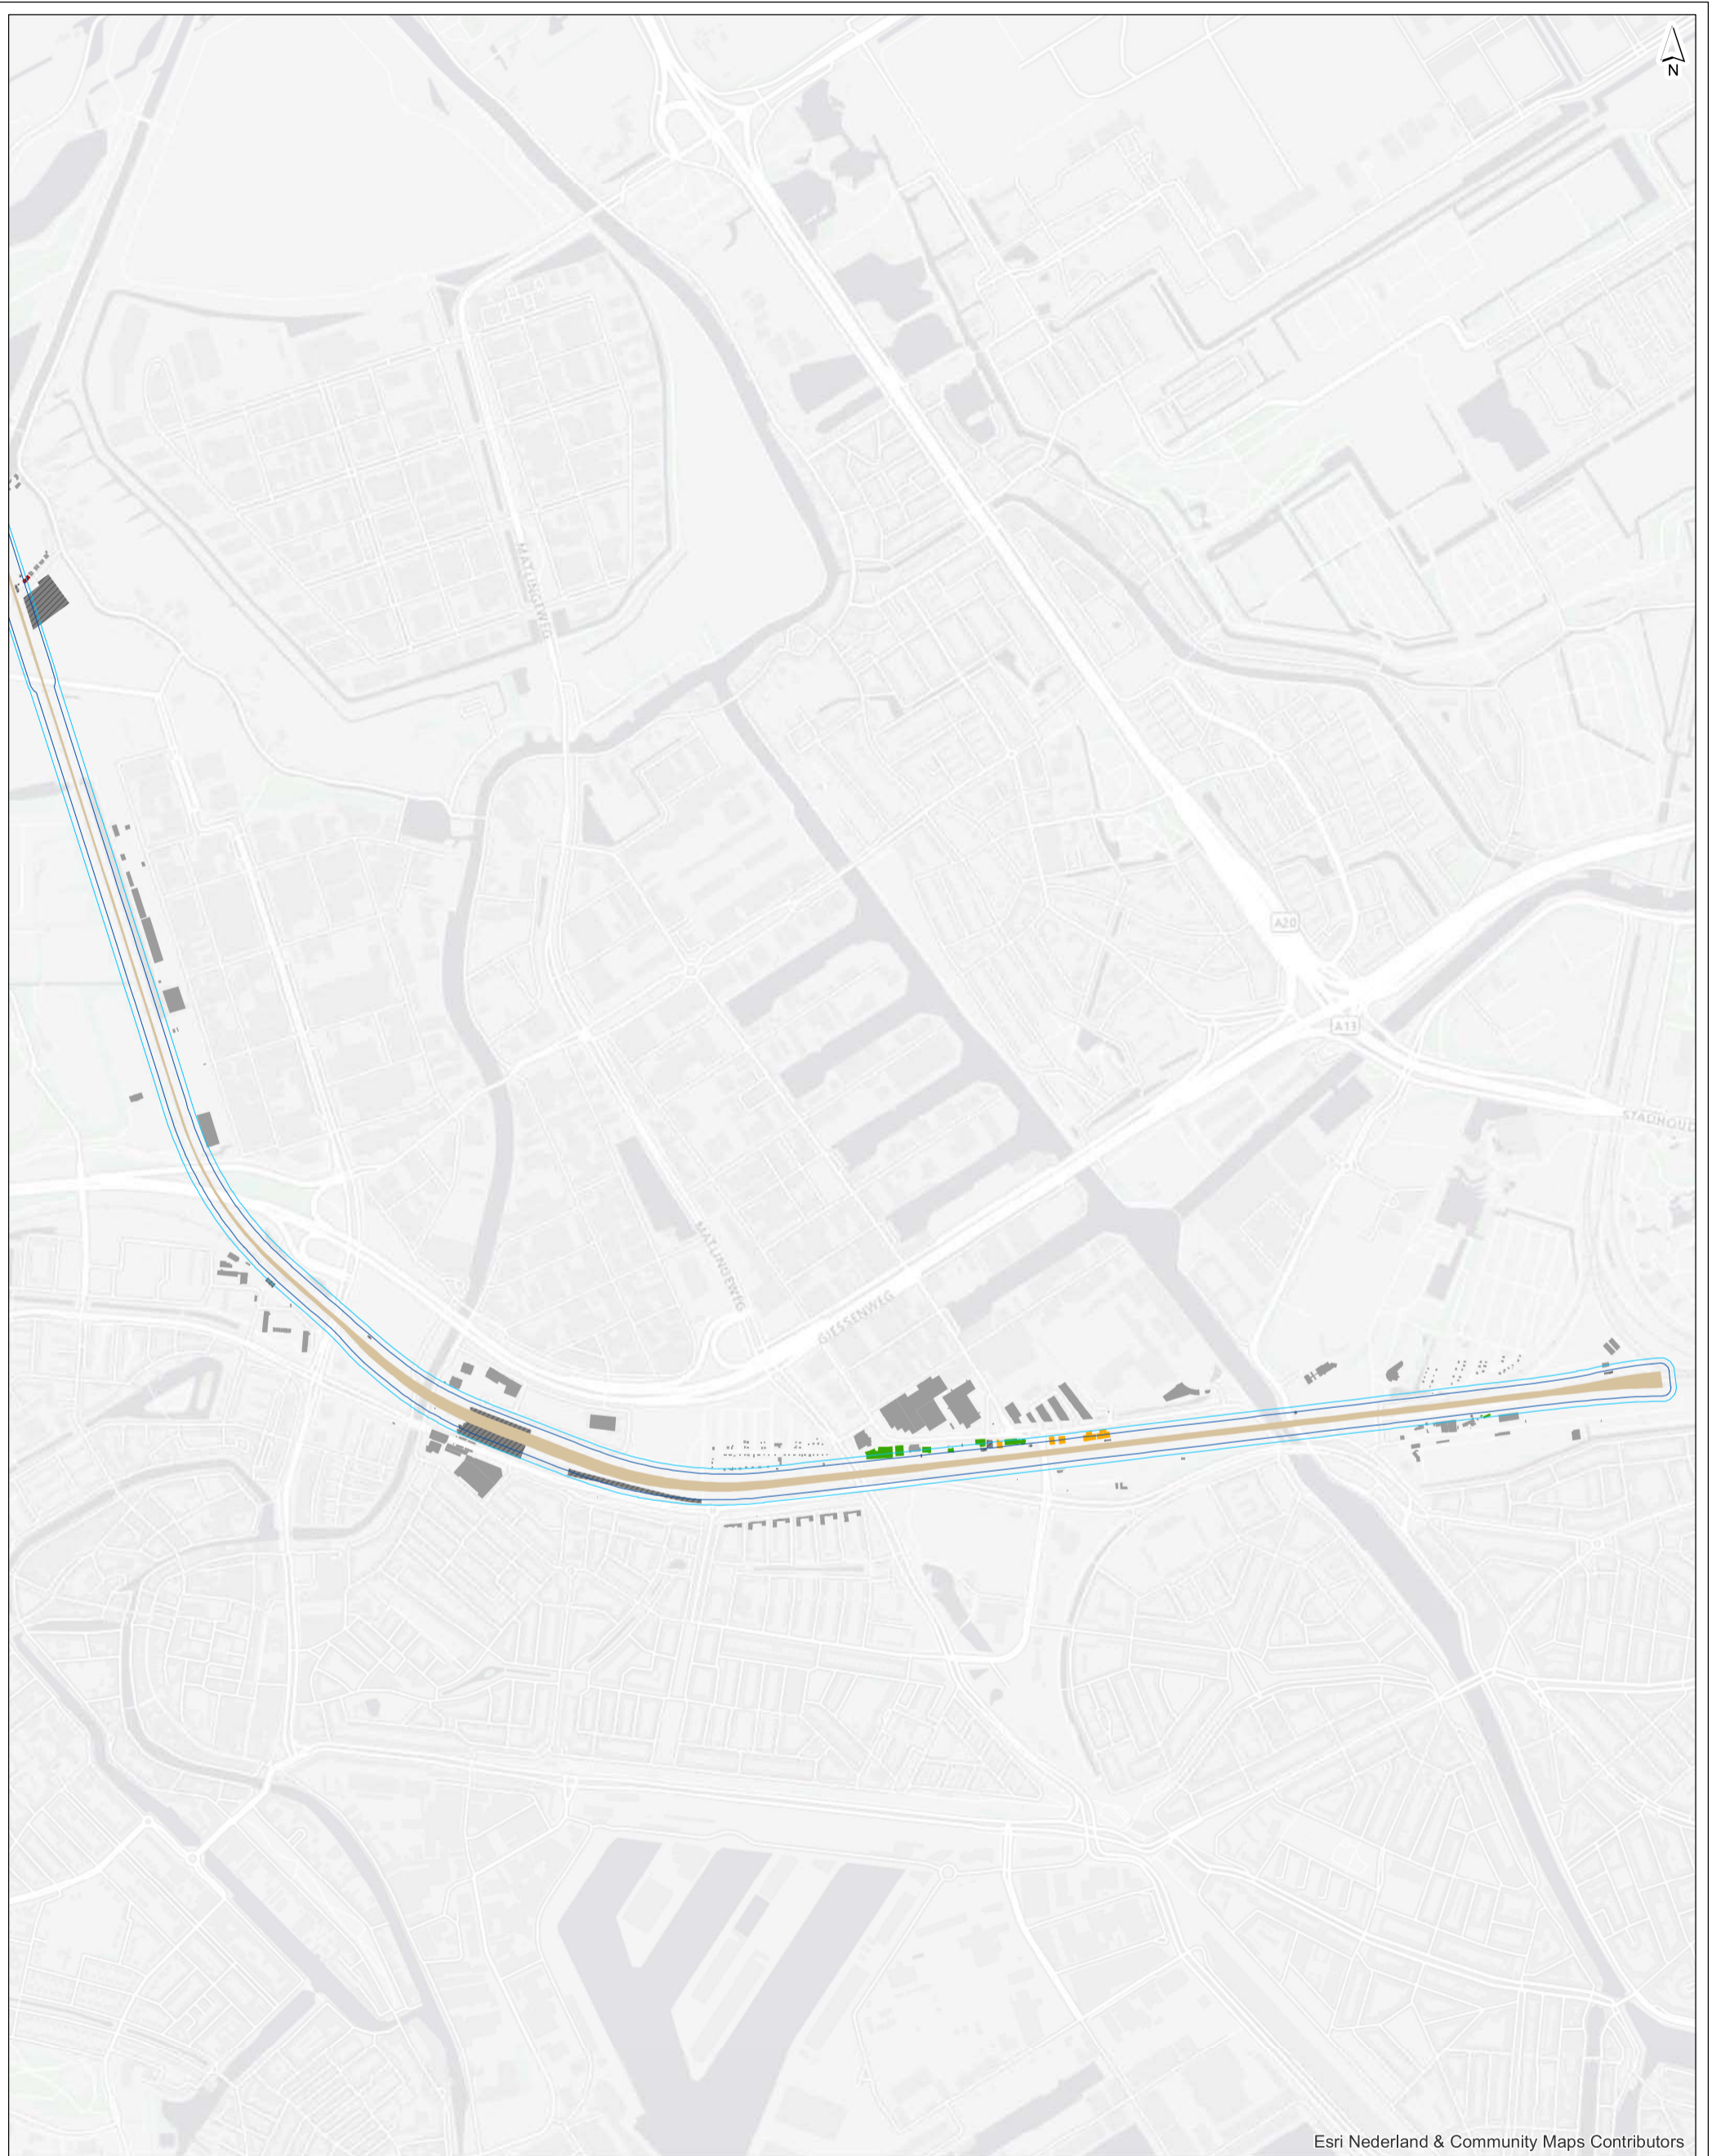 N
MATLINGEWEG
A20
A13
STADHOUD
MATLINGEWEG
GIESSENWEG
Esri Nederland & Community Maps Contributors